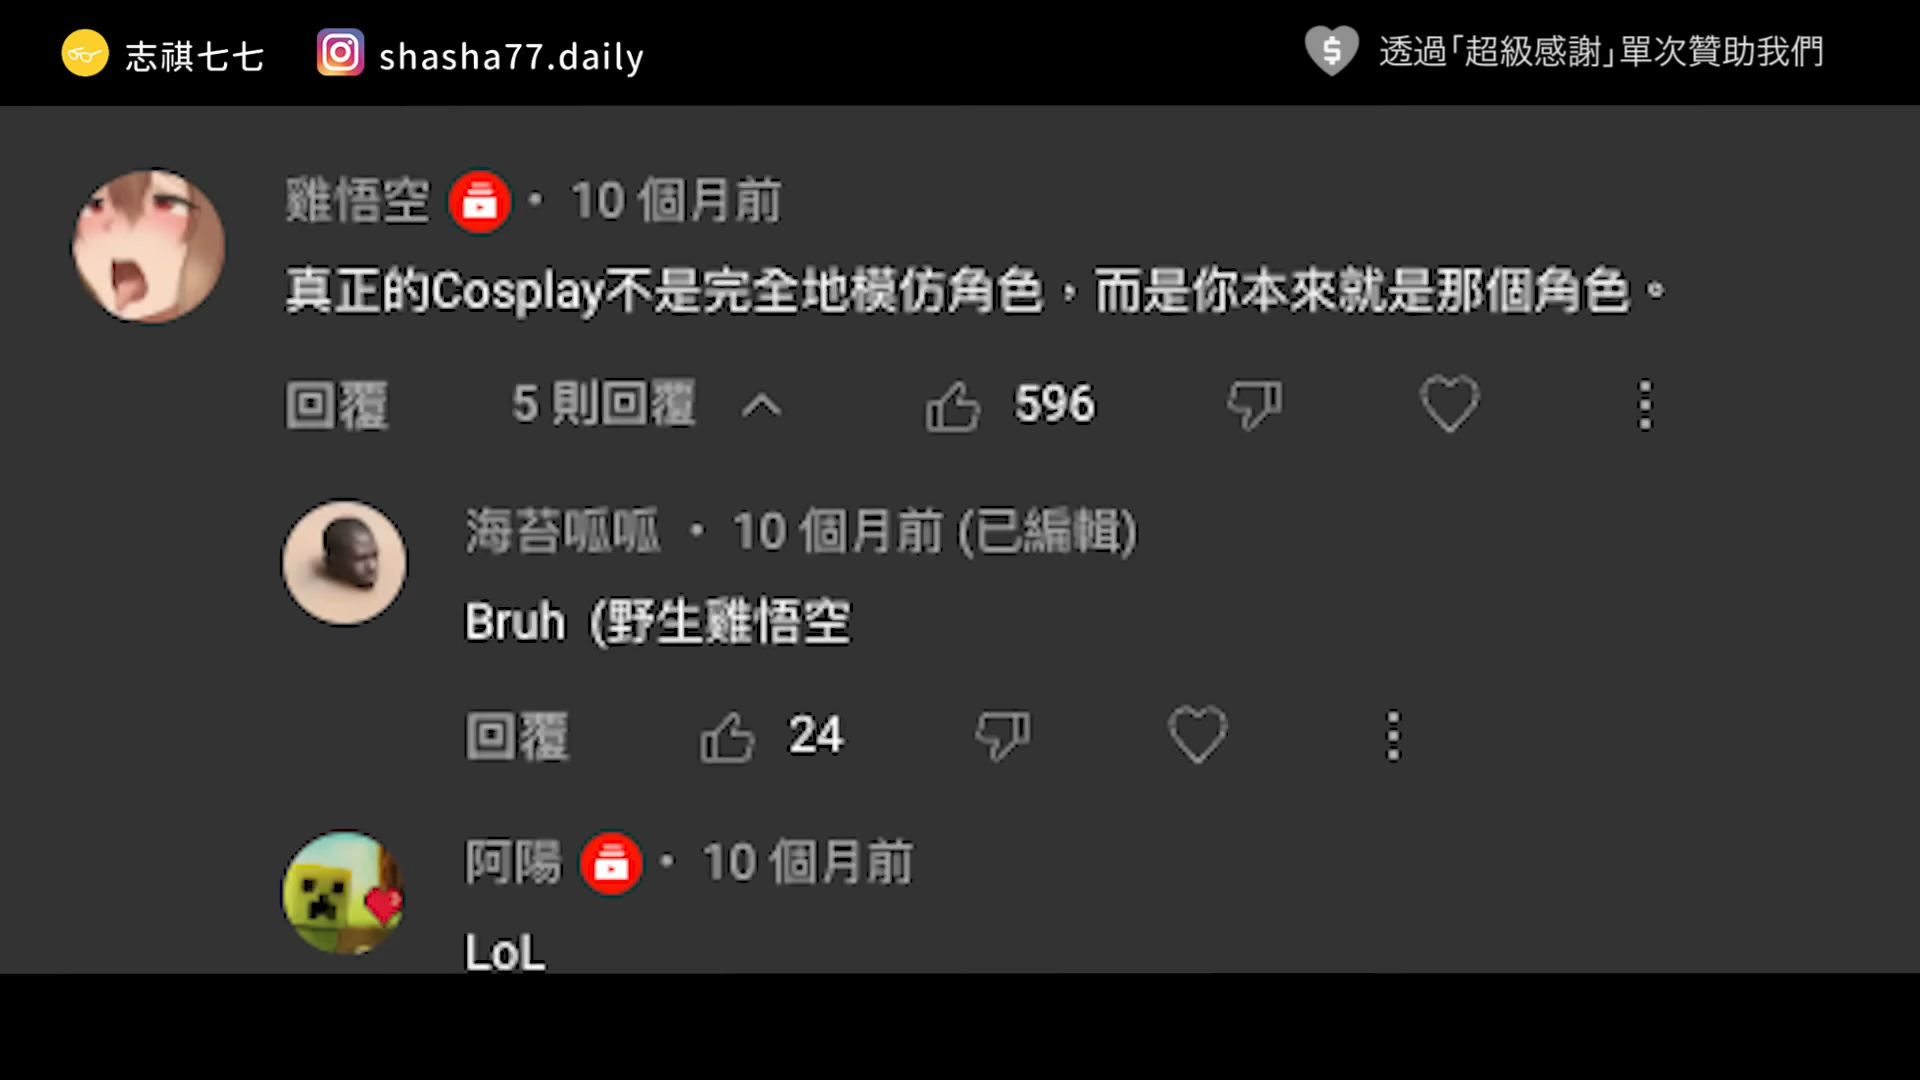 志祺七七 shasha77.daily 透過「超級感謝」單次贊助我們
雞悟空 • 10 個月前
真正的Cosplay不是完全地模仿角色，而是你本來就是那個角色。
回覆 5 則回覆 596
海苔呱呱 • 10 個月前 (已編輯)
Bruh (野生雞悟空
回覆 24
阿陽 • 10 個月前
LoL